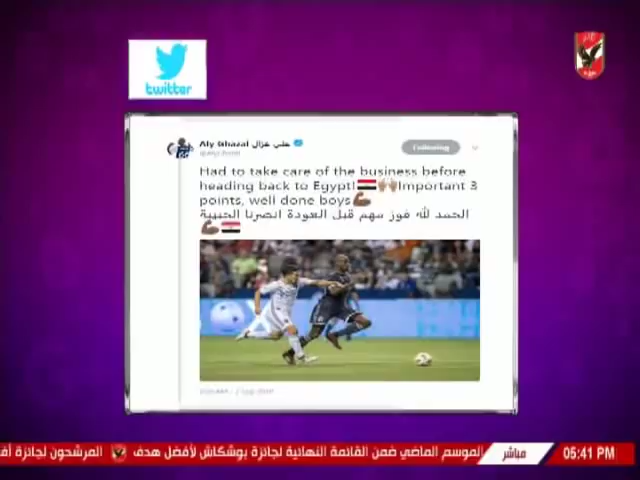 twitter
Aly Ghazal علي غزال
Following
Had to take care of the business before
heading back to Egypt! Important 3
points, well done boys
الحمد لله فوز مهم قبل العودة
الموسم الماضي ضمن القائمة النهائية لجائزة بوشكاش لأفضل هدف
المرشحون لجائزة أف
مباشر
05:41 PM